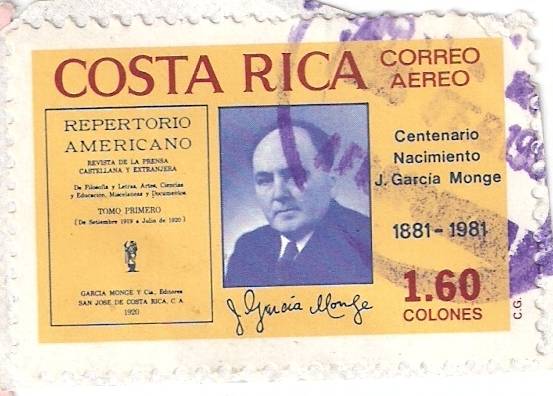 COSTA RICA
CORREO
AEREO
REPERTORIO
AMERICANO
REVISTA DE LA PRENSA
CASTELLANA Y EXTRANJERA
De Filosofía y Letras, Artes, Ciencias
y Educación, Misceláneas y Documentos
TOMO PRIMERO
(De Setiembre 1919 a Julio de 1920)
GARCIA MONGE y Cía., Editores
SAN JOSE DE COSTA RICA, C. A.
1920
J. García Monge
Centenario
Nacimiento
J. García Monge
1881-1981
1.60
COLONES
C.G.